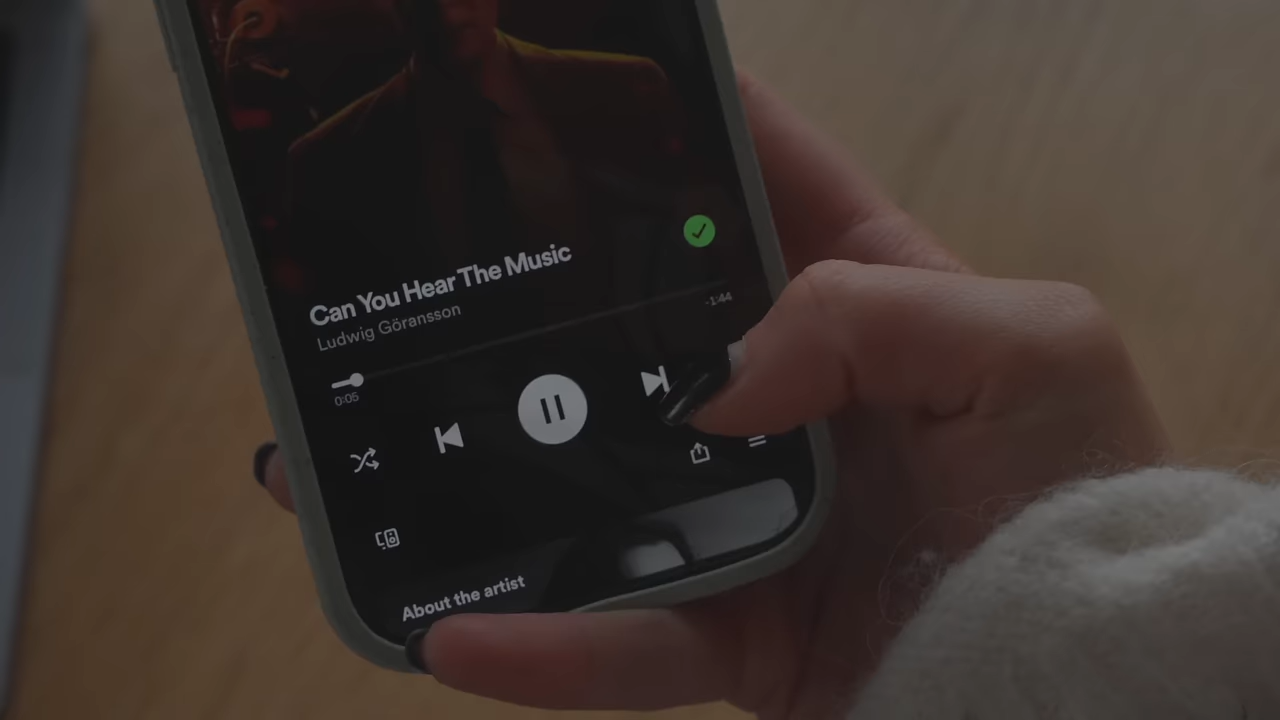 Can You Hear The Music
Ludwig Göransson
0:05
-1:44
About the artist